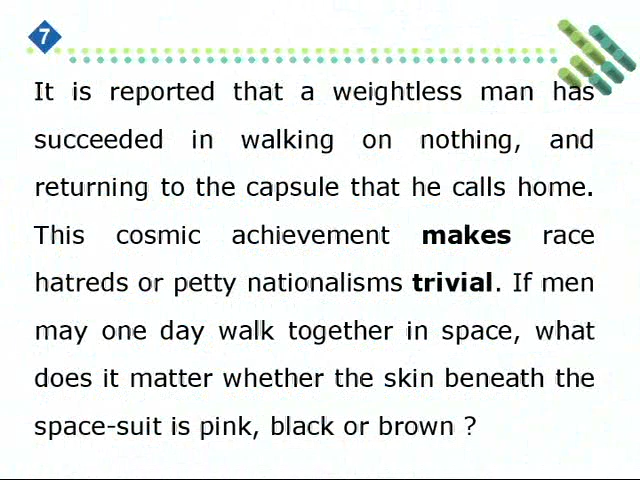 7
It is reported that a weightless man has
succeeded in walking on nothing, and
returning to the capsule that he calls home.
This cosmic achievement makes race
hatreds or petty nationalisms trivial. If men
may one day walk together in space, what
does it matter whether the skin beneath the
space-suit is pink, black or brown ?